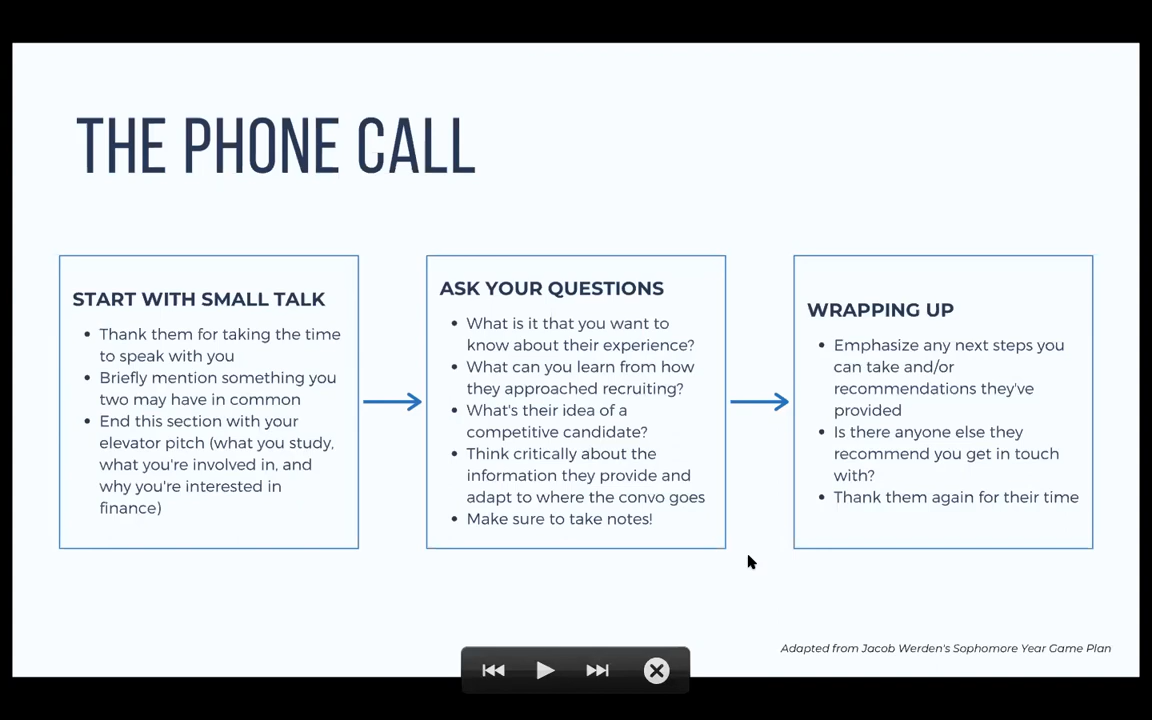 THE PHONE CALL
START WITH SMALL TALK
• Thank them for taking the time
to speak with you
• Briefly mention something you
two may have in common
• End this section with your
elevator pitch (what you study,
what you're involved in, and
why you're interested in
finance)
ASK YOUR QUESTIONS
• What is it that you want to
know about their experience?
• What can you learn from how
they approached recruiting?
• What's their idea of a
competitive candidate?
• Think critically about the
information they provide and
adapt to where the convo goes
• Make sure to take notes!
WRAPPING UP
• Emphasize any next steps you
can take and/or
recommendations they've
provided
• Is there anyone else they
recommend you get in touch
with?
• Thank them again for their time
Adapted from Jacob Werden's Sophomore Year Game Plan